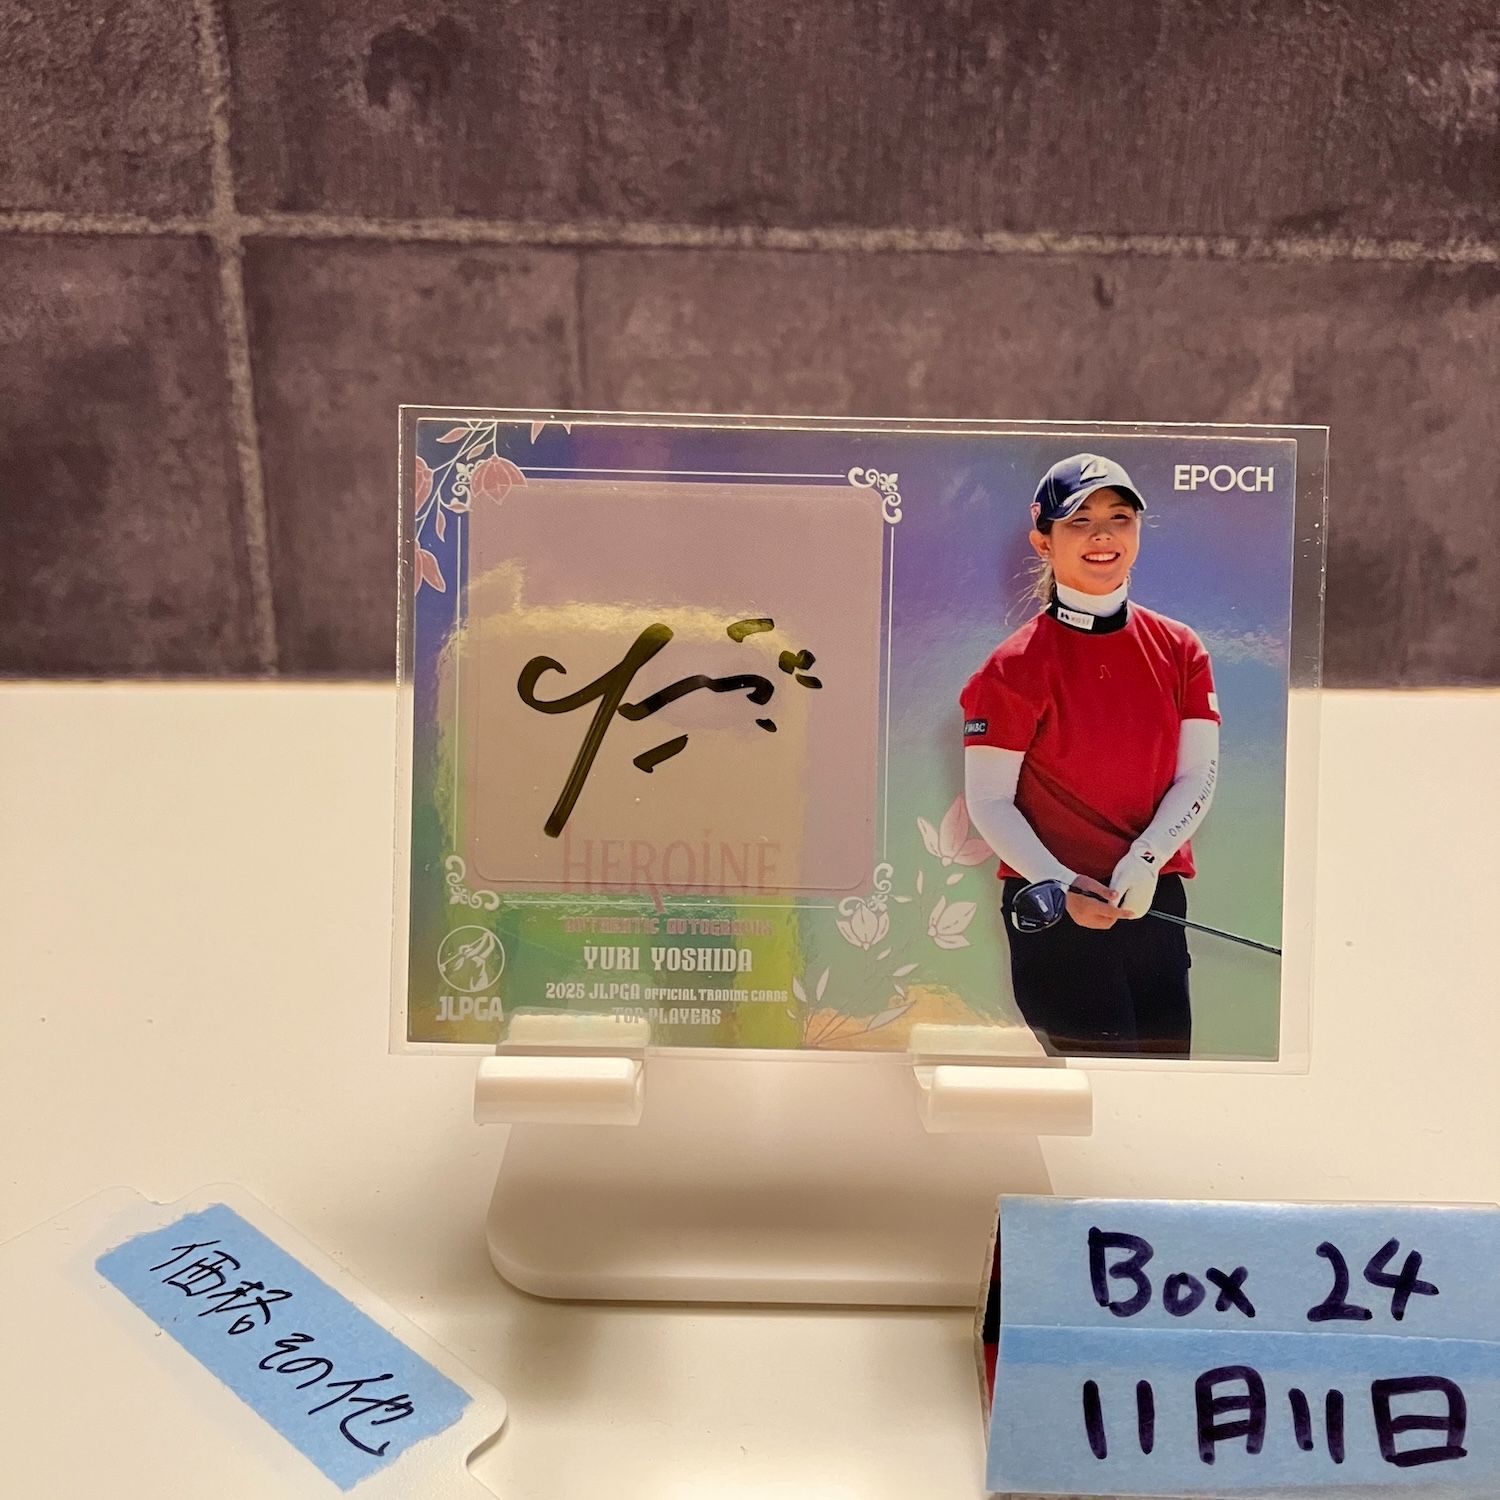 EPOCH
HEROINE
AUTHENTIC AUTOGRAPHS
YURI YOSHIDA
2025 JLPGA OFFICIAL TRADING CARDS
TOP PLAYERS
JLPGA
SMBC
価格その他
Box 24
11月11日